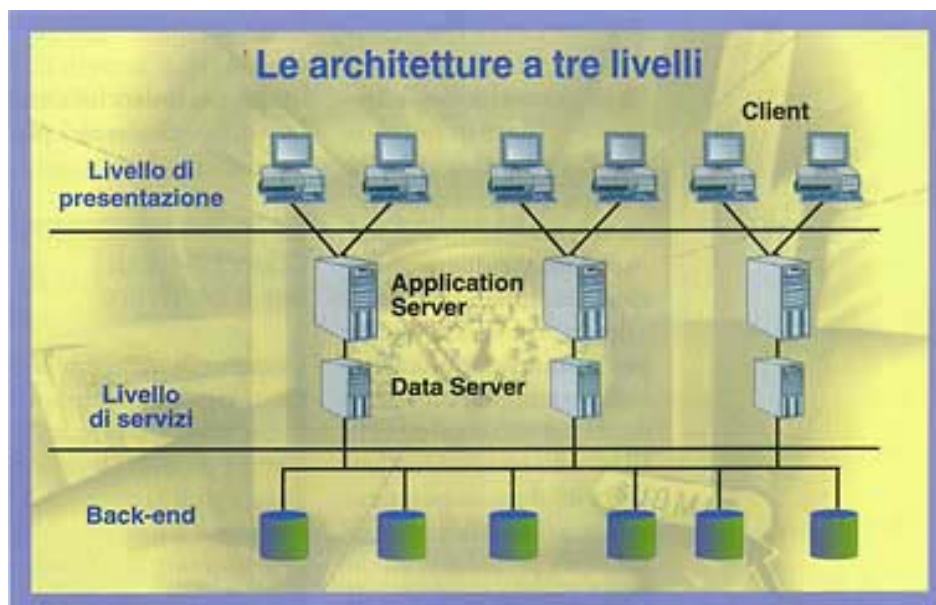 Le architetture a tre livelli
Client
Livello di
presentazione
Application
Server
Data Server
Livello
di servizi
Back-end